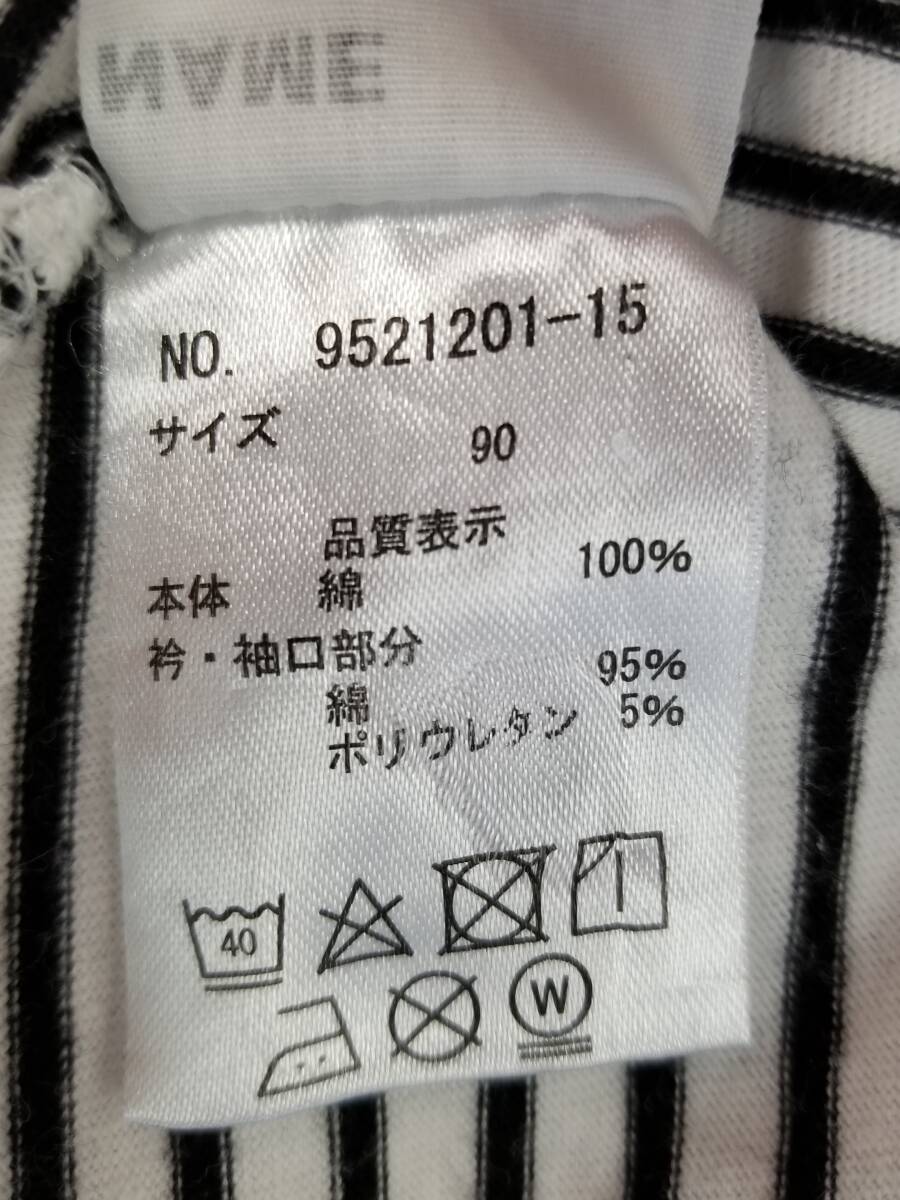 NAME
NO. 9521201-15
サイズ 90
品質表示
本体 綿 100%
衿・袖口部分
綿 95%
ポリウレタン 5%
40
W